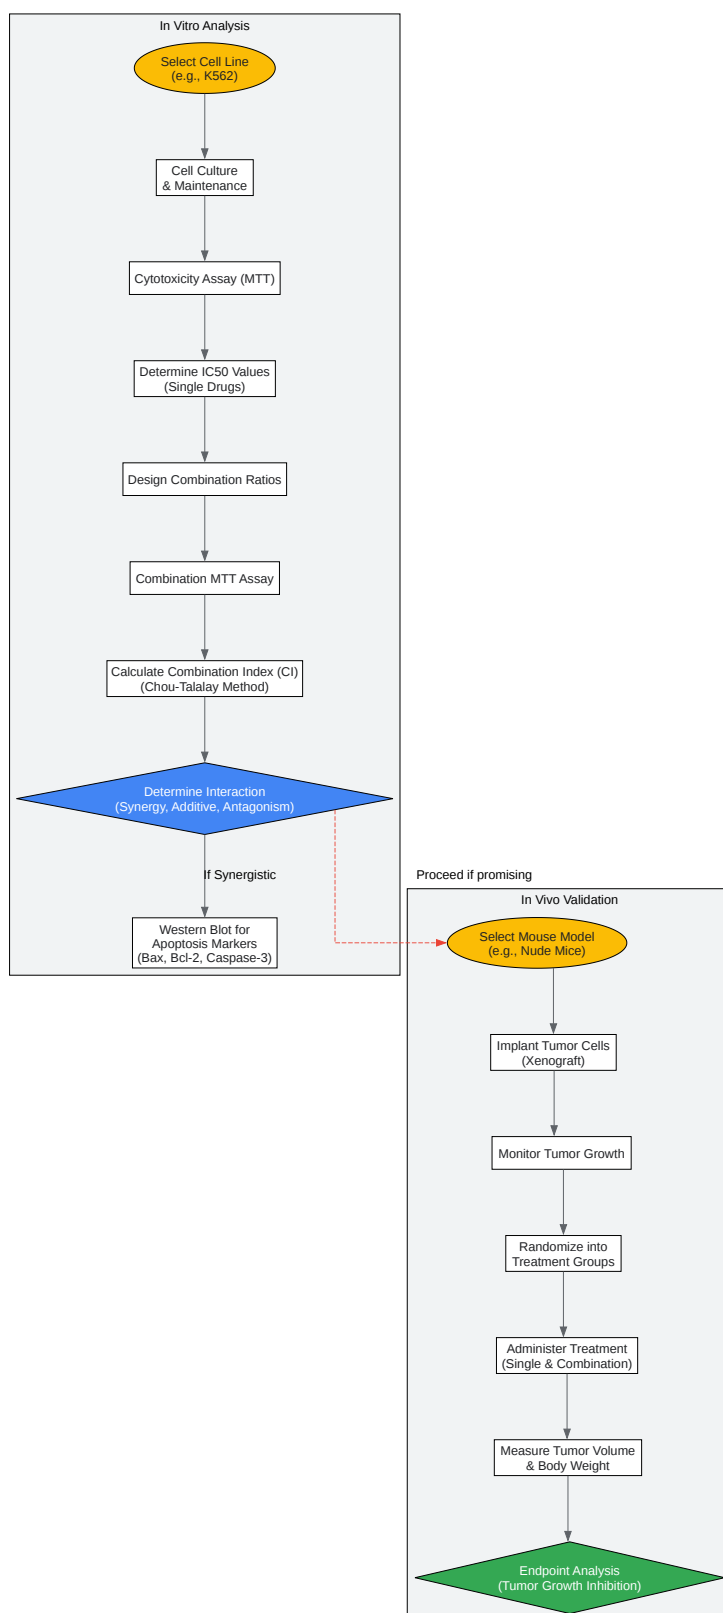 In Vitro Analysis
Select Cell Line
(e.g., K562)
Cell Culture
& Maintenance
Cytotoxicity Assay (MTT)
Determine IC50 Values
(Single Drugs)
Design Combination Ratios
Combination MTT Assay
Calculate Combination Index (CI)
(Chou-Talalay Method)
Determine Interaction
(Synergy, Additive, Antagonism)
If Synergistic
Western Blot for
Apoptosis Markers
(Bax, Bcl-2, Caspase-3)
Proceed if promising
In Vivo Validation
Select Mouse Model
(e.g., Nude Mice)
Implant Tumor Cells
(Xenograft)
Monitor Tumor Growth
Randomize into
Treatment Groups
Administer Treatment
(Single & Combination)
Measure Tumor Volume
& Body Weight
Endpoint Analysis
(Tumor Growth Inhibition)